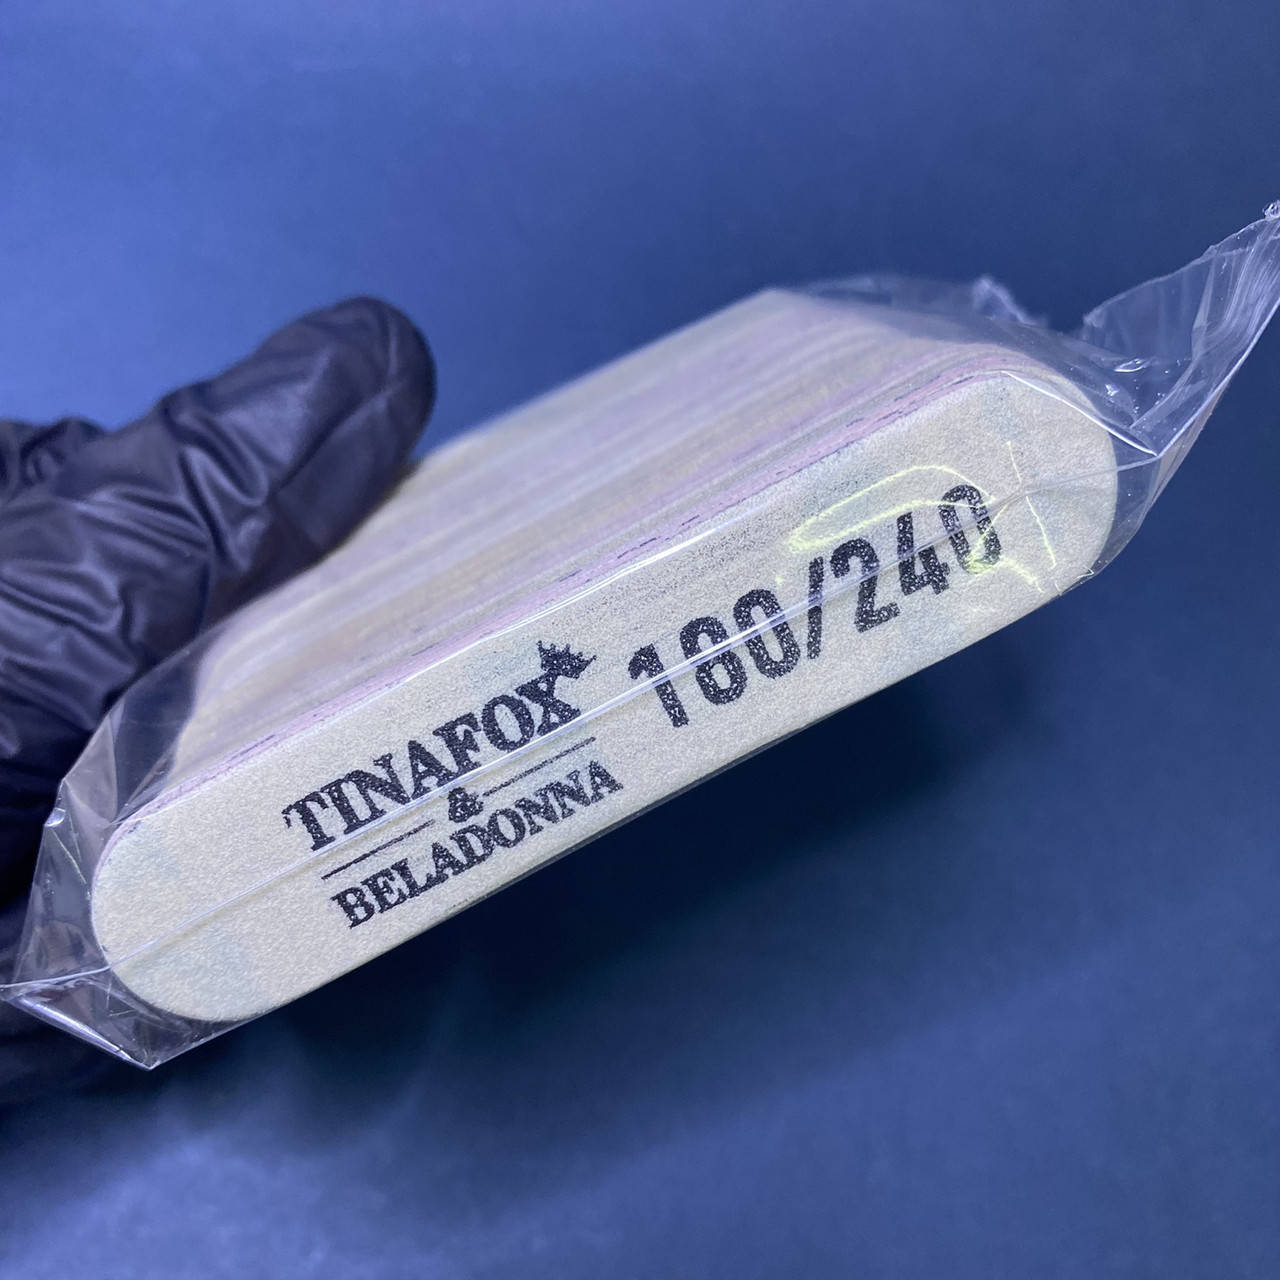 TINAFOX
&
BELADONNA
180/240